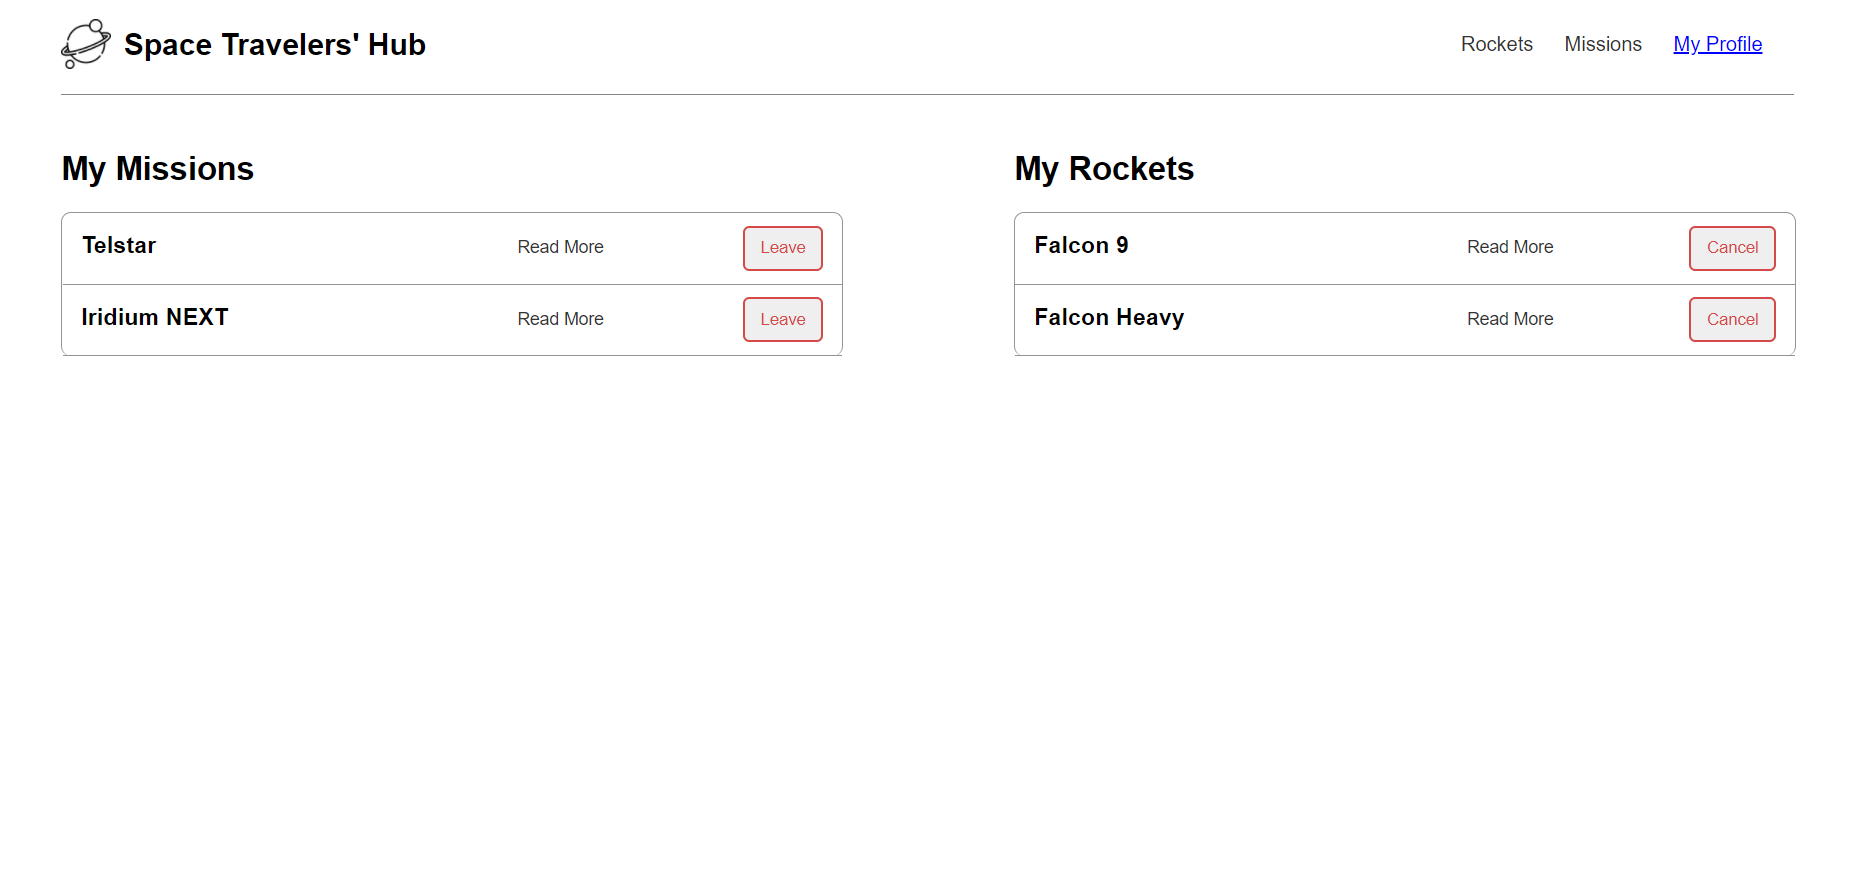 Space Travelers' Hub
Rockets Missions My Profile
My Missions
Telstar Read More Leave
Iridium NEXT Read More Leave
My Rockets
Falcon 9 Read More Cancel
Falcon Heavy Read More Cancel